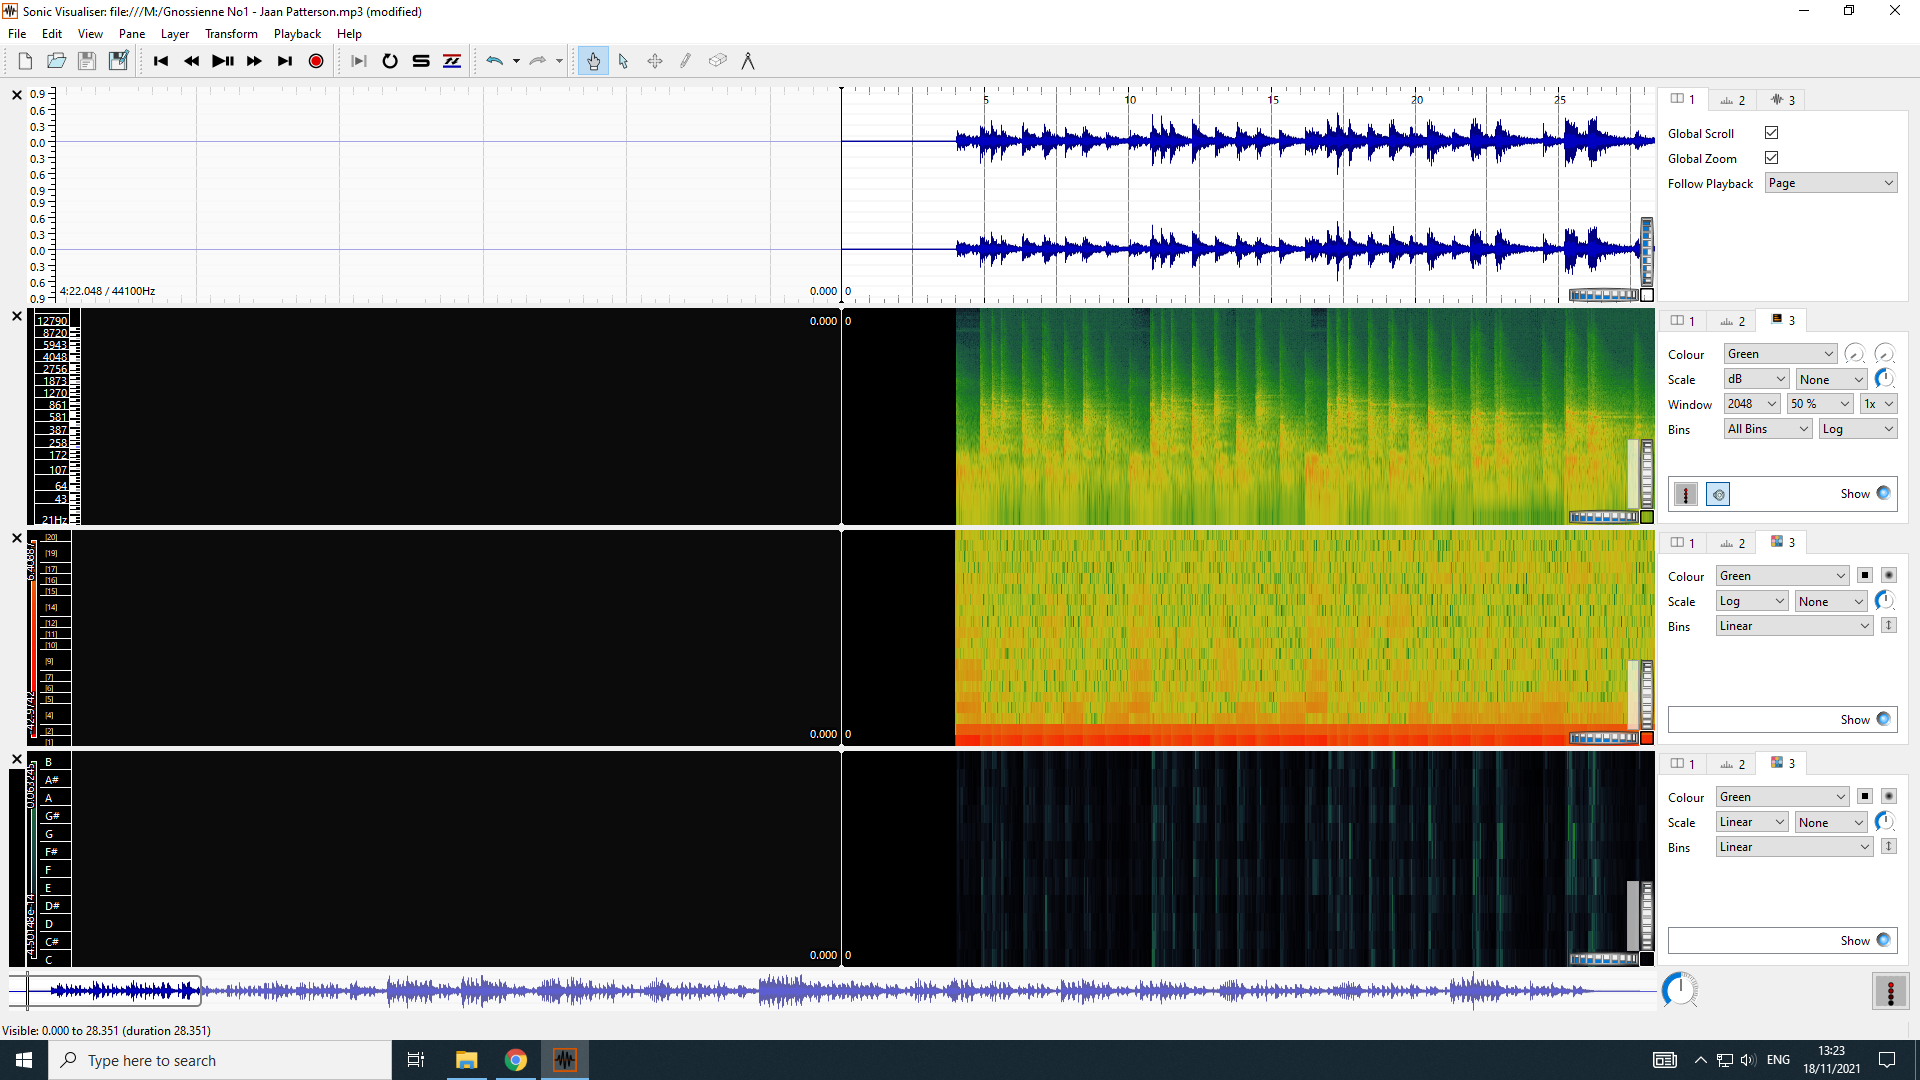 Sonic Visualiser: file:///M:/Gnossienne No1 - Jaan Patterson.mp3 (modified)
File Edit View Pane Layer Transform Playback Help
0.9
0.6
0.3
0.0
0.3
0.6
0.9
0.9
0.6
0.3
0.0
0.3
0.6
0.9
5 10 15 20 25
4:22.048 / 44100Hz
0.000 0
1 2 3
Global Scroll
Global Zoom
Follow Playback Page
12790
8720
5943
4048
2756
1873
1270
861
581
387
258
172
107
64
43
21Hz
0.000 0
1 2 3
Colour Green
Scale dB None
Window 2048 50 % 1x
Bins All Bins Log
Show
[20]
[19]
[17]
[16]
[15]
[14]
[12]
[11]
[10]
[9]
[7]
[6]
[5]
[4]
[2]
[1]
-42.9742
0.000 0
1 2 3
Colour Green
Scale Log None
Bins Linear
Show
B
A#
A
G#
G
F#
F
E
D#
D
C#
C
0.063245
4.50148e-14
0.000 0
1 2 3
Colour Green
Scale Linear None
Bins Linear
Show
Visible: 0.000 to 28.351 (duration 28.351)
Type here to search
ENG
13:23
18/11/2021